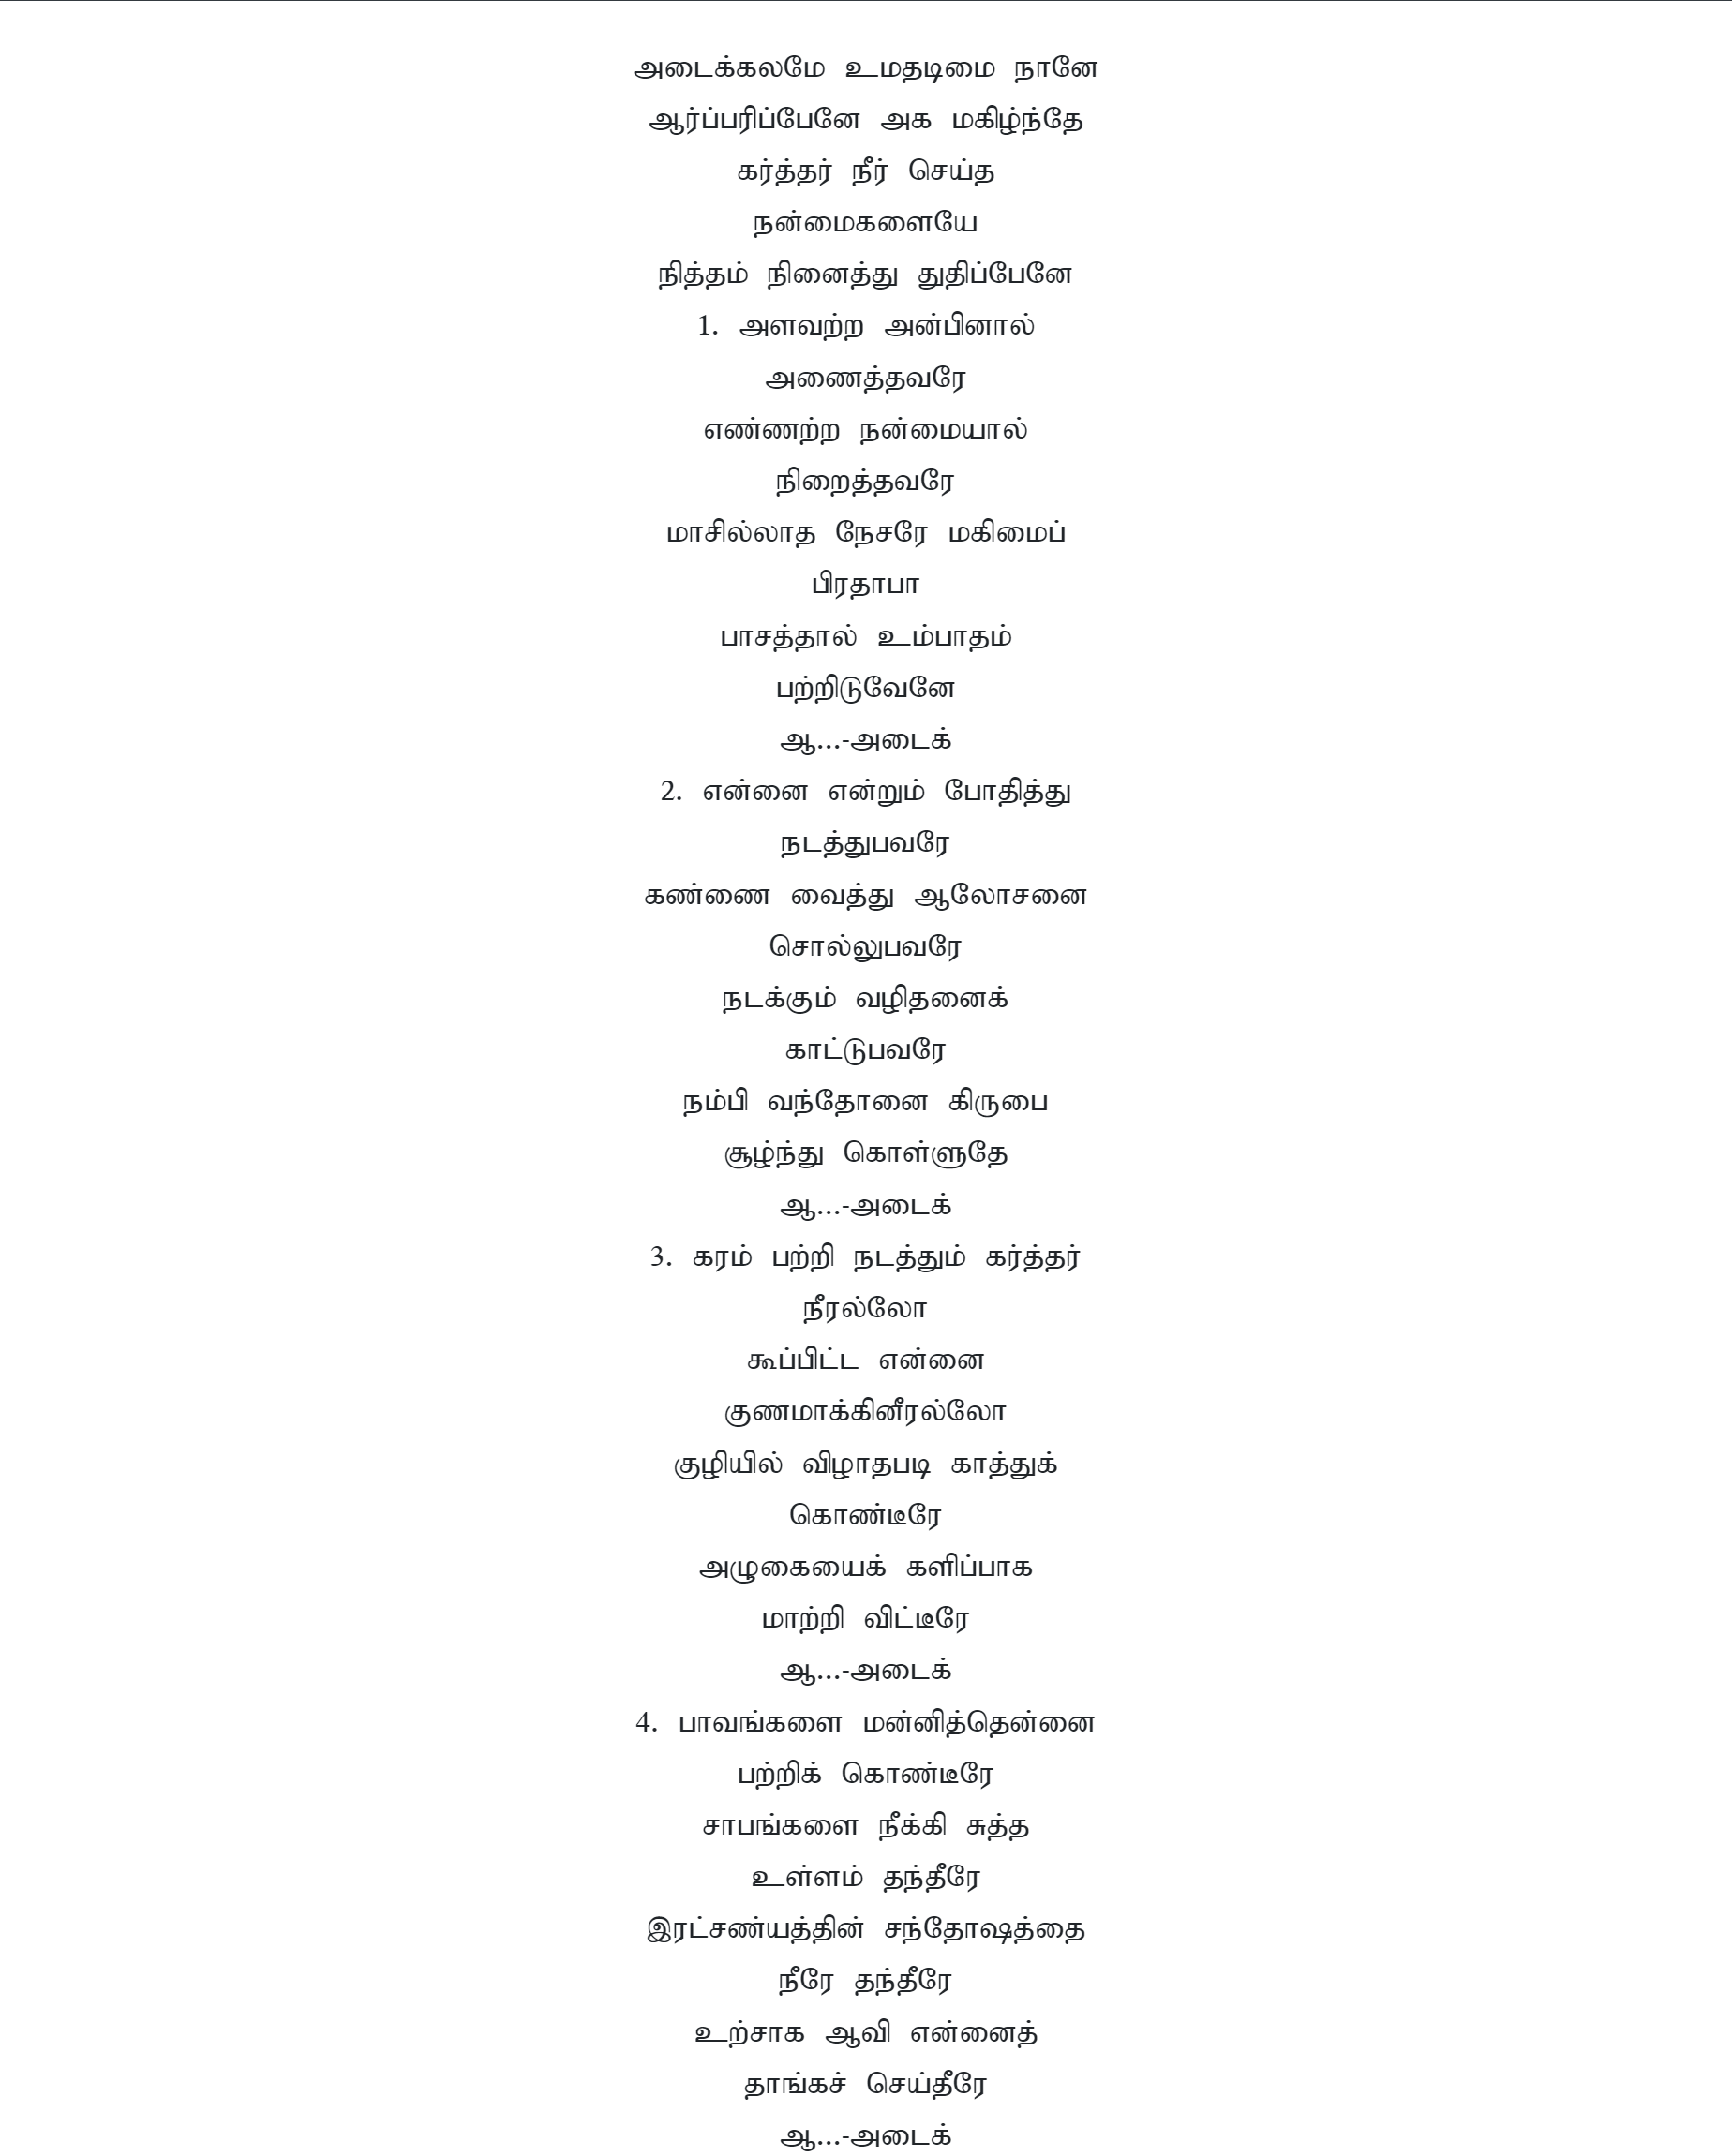 அடைக்கலமே உமதடிமை நானே
ஆர்ப்பரிப்பேனே அக மகிழ்ந்தே
கர்த்தர் நீர் செய்த
நன்மைகளையே
நித்தம் நினைத்து துதிப்பேனே
1. அளவற்ற அன்பினால்
அணைத்தவரே
எண்ணற்ற நன்மையால்
நிறைத்தவரே
மாசில்லாத நேசரே மகிமைப்
பிரதாபா
பாசத்தால் உம்பாதம்
பற்றிடுவேனே
ஆ...-அடைக்
2. என்னை என்றும் போதித்து
நடத்துபவரே
கண்ணை வைத்து ஆலோசனை
சொல்லுபவரே
நடக்கும் வழிதனைக்
காட்டுபவரே
நம்பி வந்தோனை கிருபை
சூழ்ந்து கொள்ளுதே
ஆ...-அடைக்
3. கரம் பற்றி நடத்தும் கர்த்தர்
நீரல்லோ
கூப்பிட்ட என்னை
குணமாக்கினீரல்லோ
குழியில் விழாதபடி காத்துக்
கொண்டீரே
அழுகையைக் களிப்பாக
மாற்றி விட்டீரே
ஆ...-அடைக்
4. பாவங்களை மன்னித்தென்னை
பற்றிக் கொண்டீரே
சாபங்களை நீக்கி சுத்த
உள்ளம் தந்தீரே
இரட்சண்யத்தின் சந்தோஷத்தை
நீரே தந்தீரே
உற்சாக ஆவி என்னைத்
தாங்கச் செய்தீரே
ஆ...-அடைக்